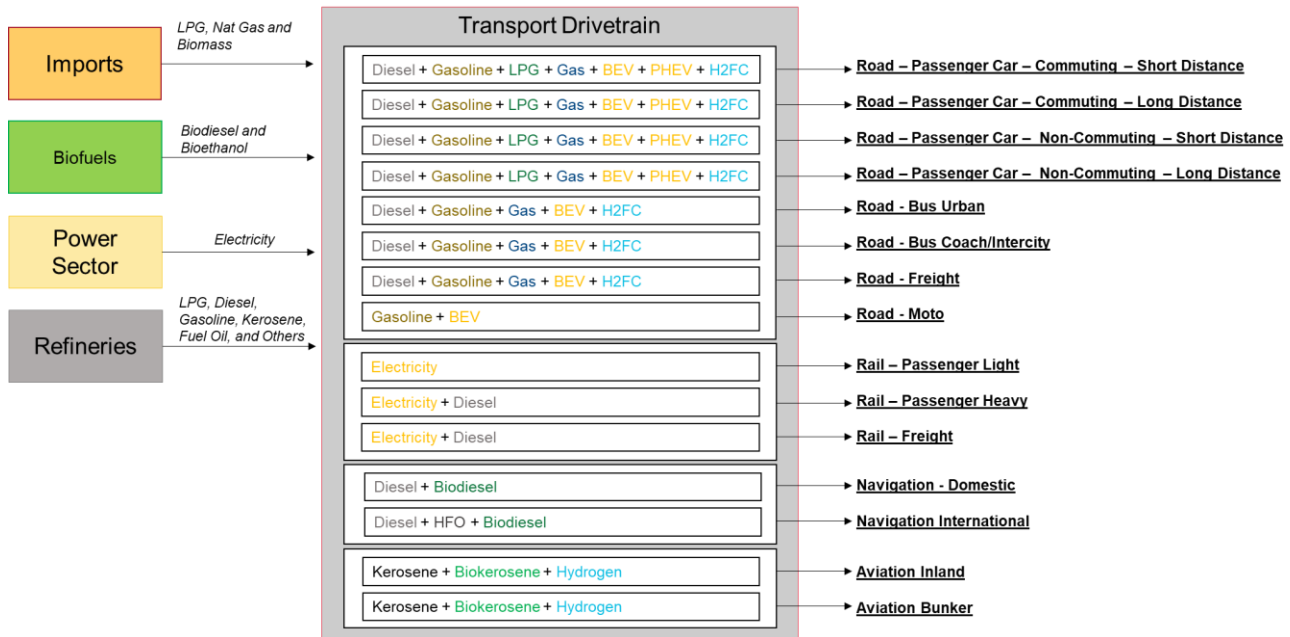 Transport Drivetrain
Imports
LPG, Nat Gas and
Biomass
Biofuels
Biodiesel and
Bioethanol
Power
Sector
Electricity
Refineries
LPG, Diesel,
Gasoline, Kerosene,
Fuel Oil, and Others
Diesel + Gasoline + LPG + Gas + BEV + PHEV + H2FC
Road – Passenger Car – Commuting – Short Distance
Diesel + Gasoline + LPG + Gas + BEV + PHEV + H2FC
Road – Passenger Car – Commuting – Long Distance
Diesel + Gasoline + LPG + Gas + BEV + PHEV + H2FC
Road – Passenger Car – Non-Commuting – Short Distance
Diesel + Gasoline + LPG + Gas + BEV + PHEV + H2FC
Road – Passenger Car – Non-Commuting – Long Distance
Diesel + Gasoline + Gas + BEV + H2FC
Road - Bus Urban
Diesel + Gasoline + Gas + BEV + H2FC
Road - Bus Coach/Intercity
Diesel + Gasoline + Gas + BEV + H2FC
Road - Freight
Gasoline + BEV
Road - Moto
Electricity
Rail – Passenger Light
Electricity + Diesel
Rail – Passenger Heavy
Electricity + Diesel
Rail – Freight
Diesel + Biodiesel
Navigation - Domestic
Diesel + HFO + Biodiesel
Navigation International
Kerosene + Biokerosene + Hydrogen
Aviation Inland
Kerosene + Biokerosene + Hydrogen
Aviation Bunker